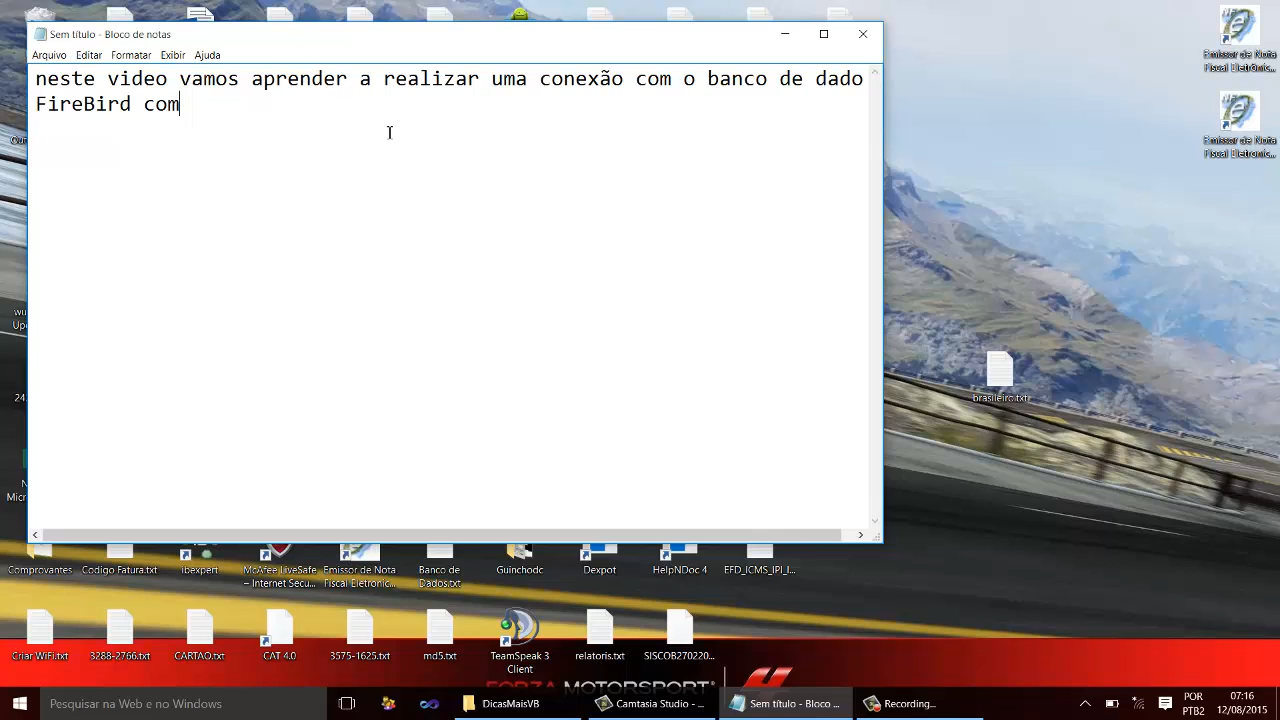 Sem título - Bloco de notas
Arquivo Editar Formatar Exibir Ajuda
neste video vamos aprender a realizar uma conexão com o banco de dado
FireBird com
Emissor de Nota
Fiscal Eletrônic...
Emissor de Nota
Fiscal Eletrônic...
brasileiro.txt
Comprovantes
Codigo Fatura.txt
ibexpert
McAfee LiveSafe
– Internet Secu...
Emissor de Nota
Fiscal Eletrônic...
Banco de
Dados.txt
Guinchodc
Dexpot
HelpNDoc 4
EFD_ICMS_IPI_I...
Criar WiFi.txt
3288-2766.txt
CARTAO.txt
CAT 4.0
3575-1625.txt
md5.txt
TeamSpeak 3
Client
relatoris.txt
SISCOB270220...
FORZA MOTORSPORT 4
Pesquisar na Web e no Windows
DicasMaisVB
Camtasia Studio - ...
Sem título - Bloco ...
Recording...
POR
PTB2
07:16
12/08/2015